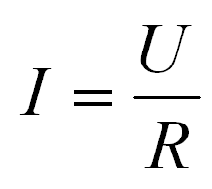 I = U/R